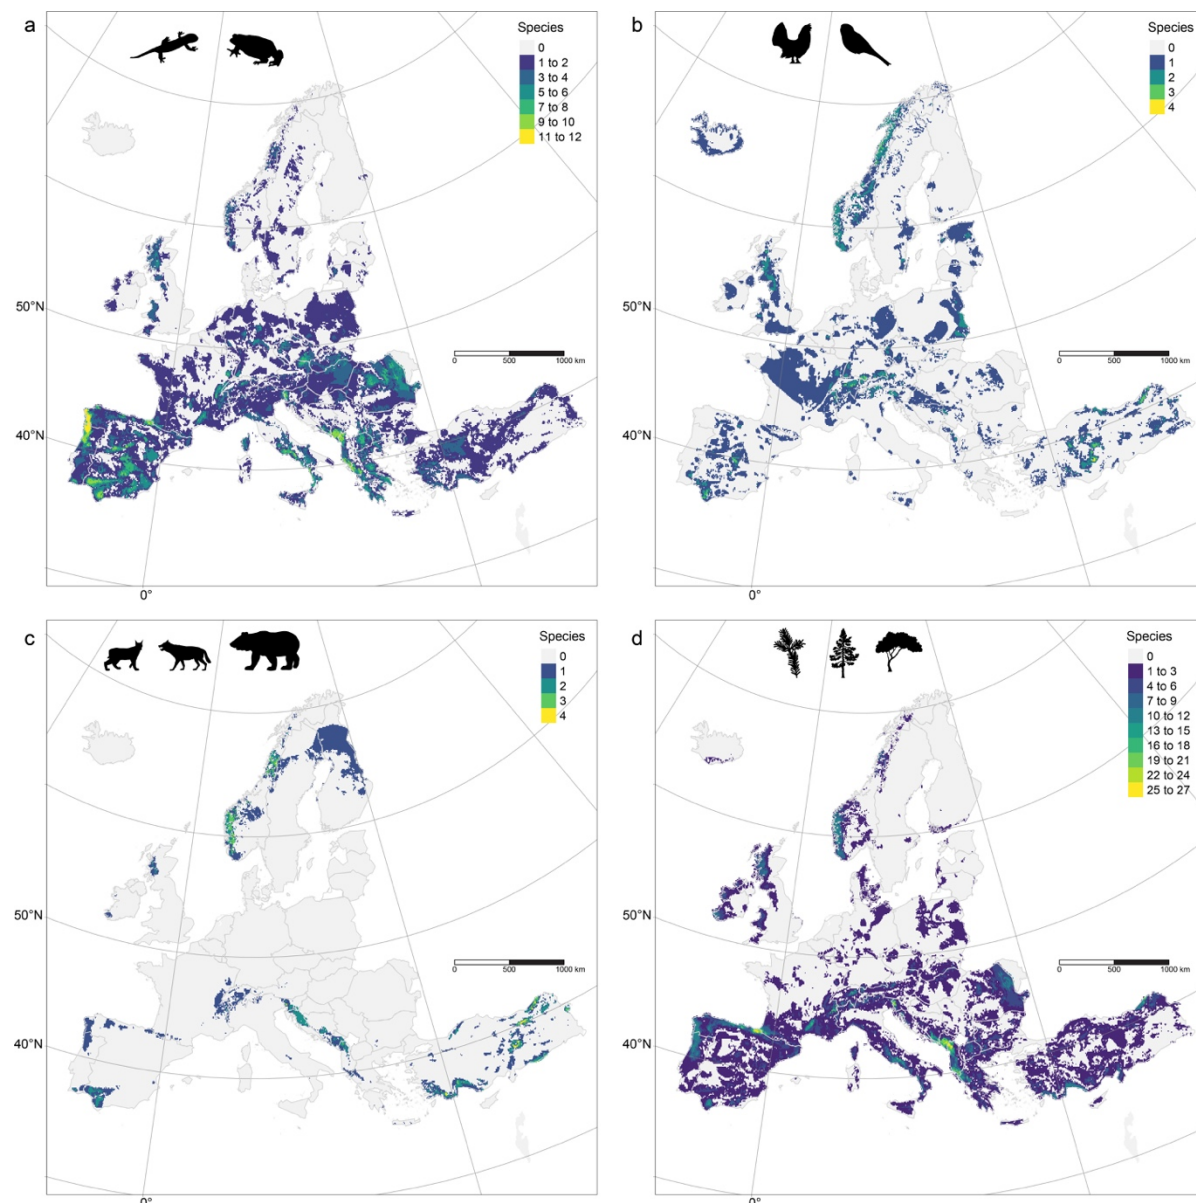 a
Species
0
1 to 2
3 to 4
5 to 6
7 to 8
9 to 10
11 to 12
50°N
40°N
0
500
1000 km
0°
b
Species
0
1
2
3
4
50°N
40°N
0
500
1000 km
0°
c
Species
0
1
2
3
4
50°N
40°N
0
500
1000 km
0°
d
Species
0
1 to 3
4 to 6
7 to 9
10 to 12
13 to 15
16 to 18
19 to 21
22 to 24
25 to 27
50°N
40°N
0
500
1000 km
0°